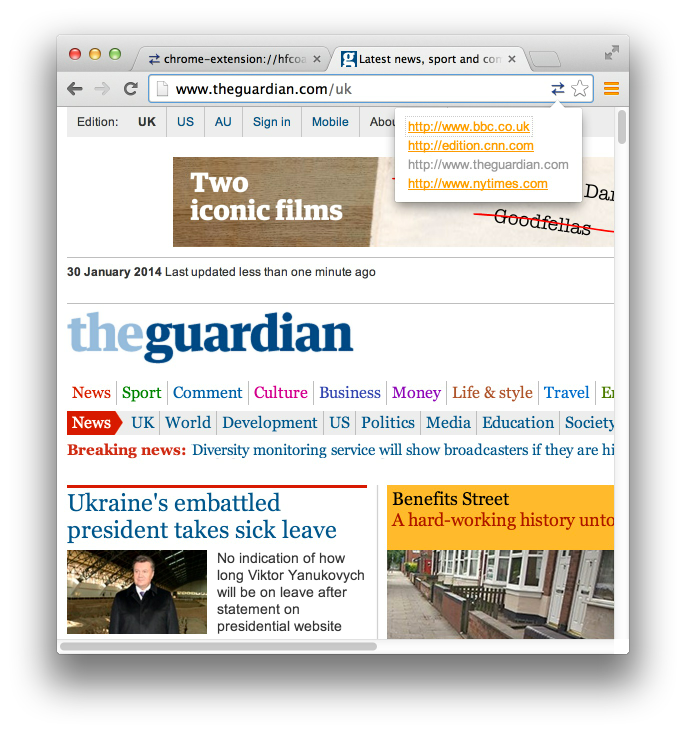 chrome-extension://hfcoa
Latest news, sport and com
www.theguardian.com/uk
Edition: UK US AU Sign in Mobile Abou
http://www.bbc.co.uk
http://edition.cnn.com
http://www.theguardian.com
http://www.nytimes.com
Two
iconic films
Dan
Goodfellas
30 January 2014 Last updated less than one minute ago
theguardian
News Sport Comment Culture Business Money Life & style Travel En
News UK World Development US Politics Media Education Society
Breaking news: Diversity monitoring service will show broadcasters if they are hi
Ukraine's embattled
president takes sick leave
No indication of how
long Viktor Yanukovych
will be on leave after
statement on
presidential website
Benefits Street
A hard-working history unto